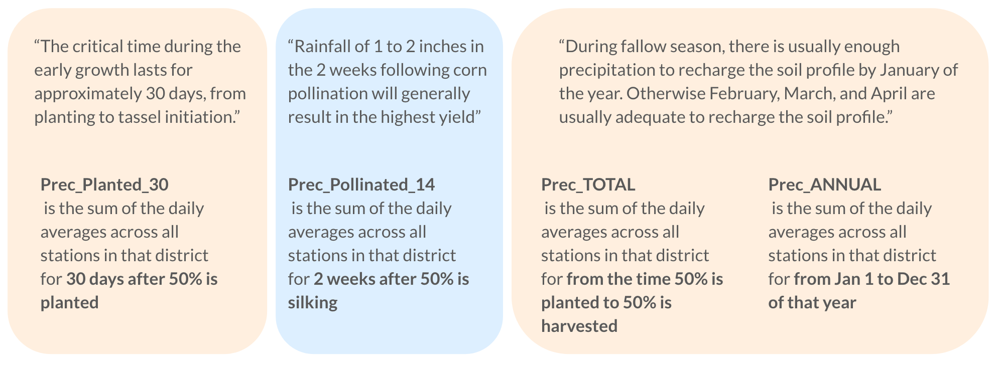 “The critical time during the
early growth lasts for
approximately 30 days, from
planting to tassel initiation.”
Prec_Planted_30
is the sum of the daily
averages across all
stations in that district
for 30 days after 50% is
planted
“Rainfall of 1 to 2 inches in
the 2 weeks following corn
pollination will generally
result in the highest yield”
Prec_Pollinated_14
is the sum of the daily
averages across all
stations in that district
for 2 weeks after 50% is
silking
“During fallow season, there is usually enough
precipitation to recharge the soil profile by January of
the year. Otherwise February, March, and April are
usually adequate to recharge the soil profile.”
Prec_TOTAL
is the sum of the daily
averages across all
stations in that district
for from the time 50% is
planted to 50% is
harvested
Prec_ANNUAL
is the sum of the daily
averages across all
stations in that district
for from Jan 1 to Dec 31
of that year